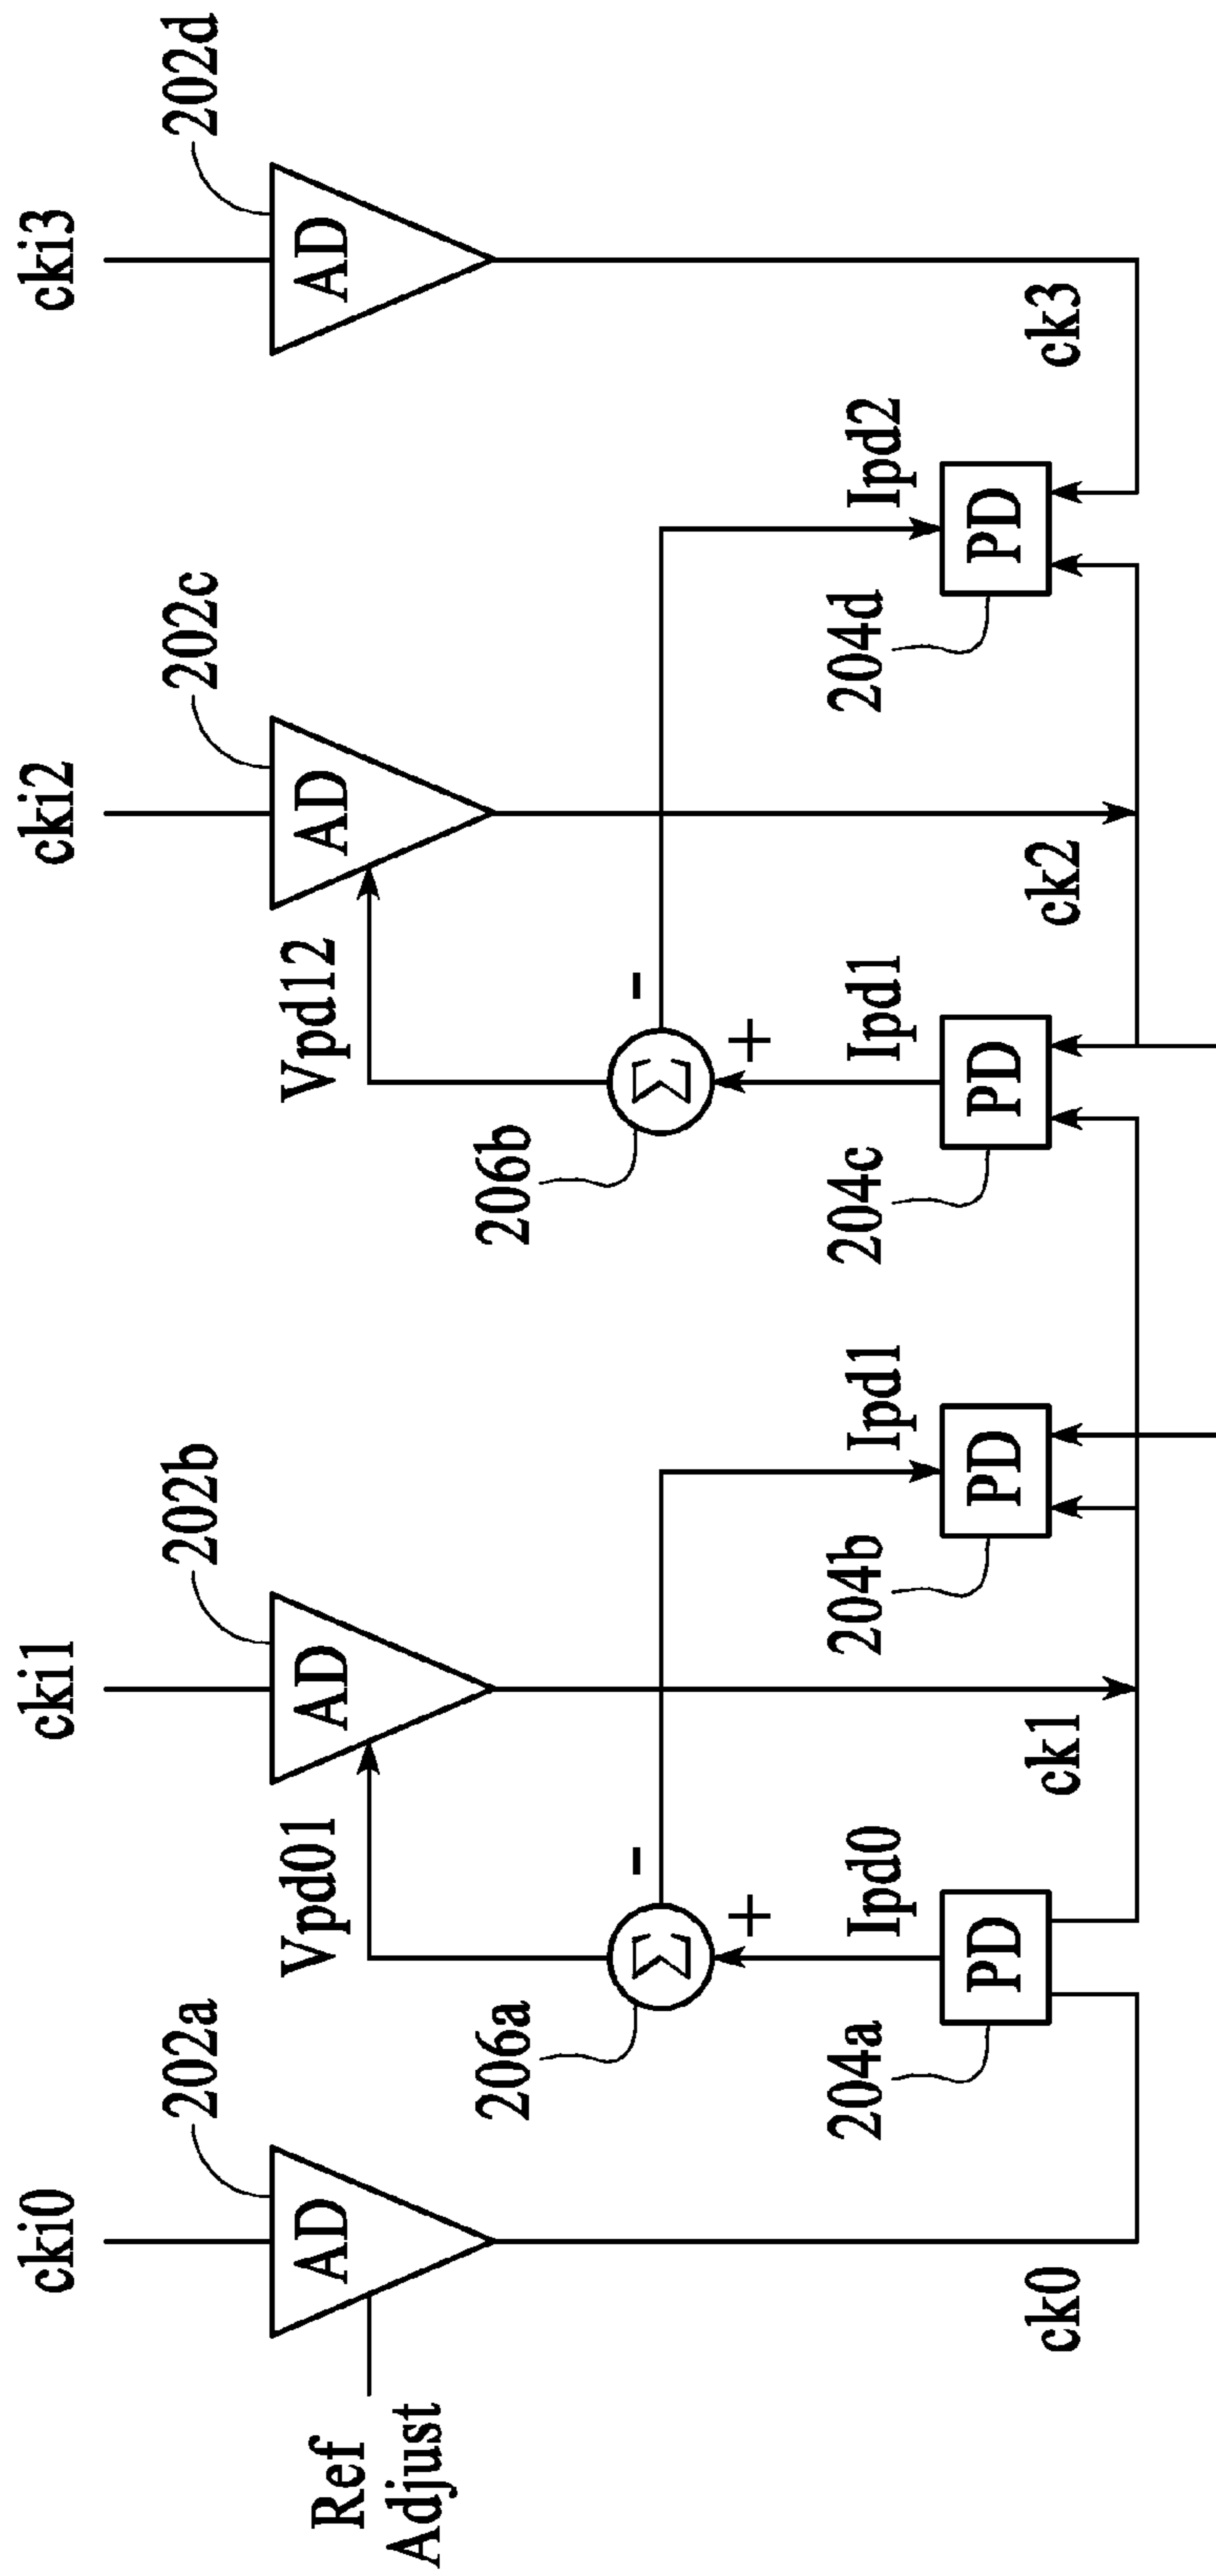 cki0
cki1
cki2
cki3
202a
202b
202c
202d
AD
AD
AD
AD
Ref
Adjust
Vpd01
Vpd12
206a
Σ
-
+
206b
Σ
-
+
Ipd0
Ipd1
Ipd1
Ipd2
204a
PD
204b
PD
204c
PD
204d
PD
ck0
ck1
ck2
ck3